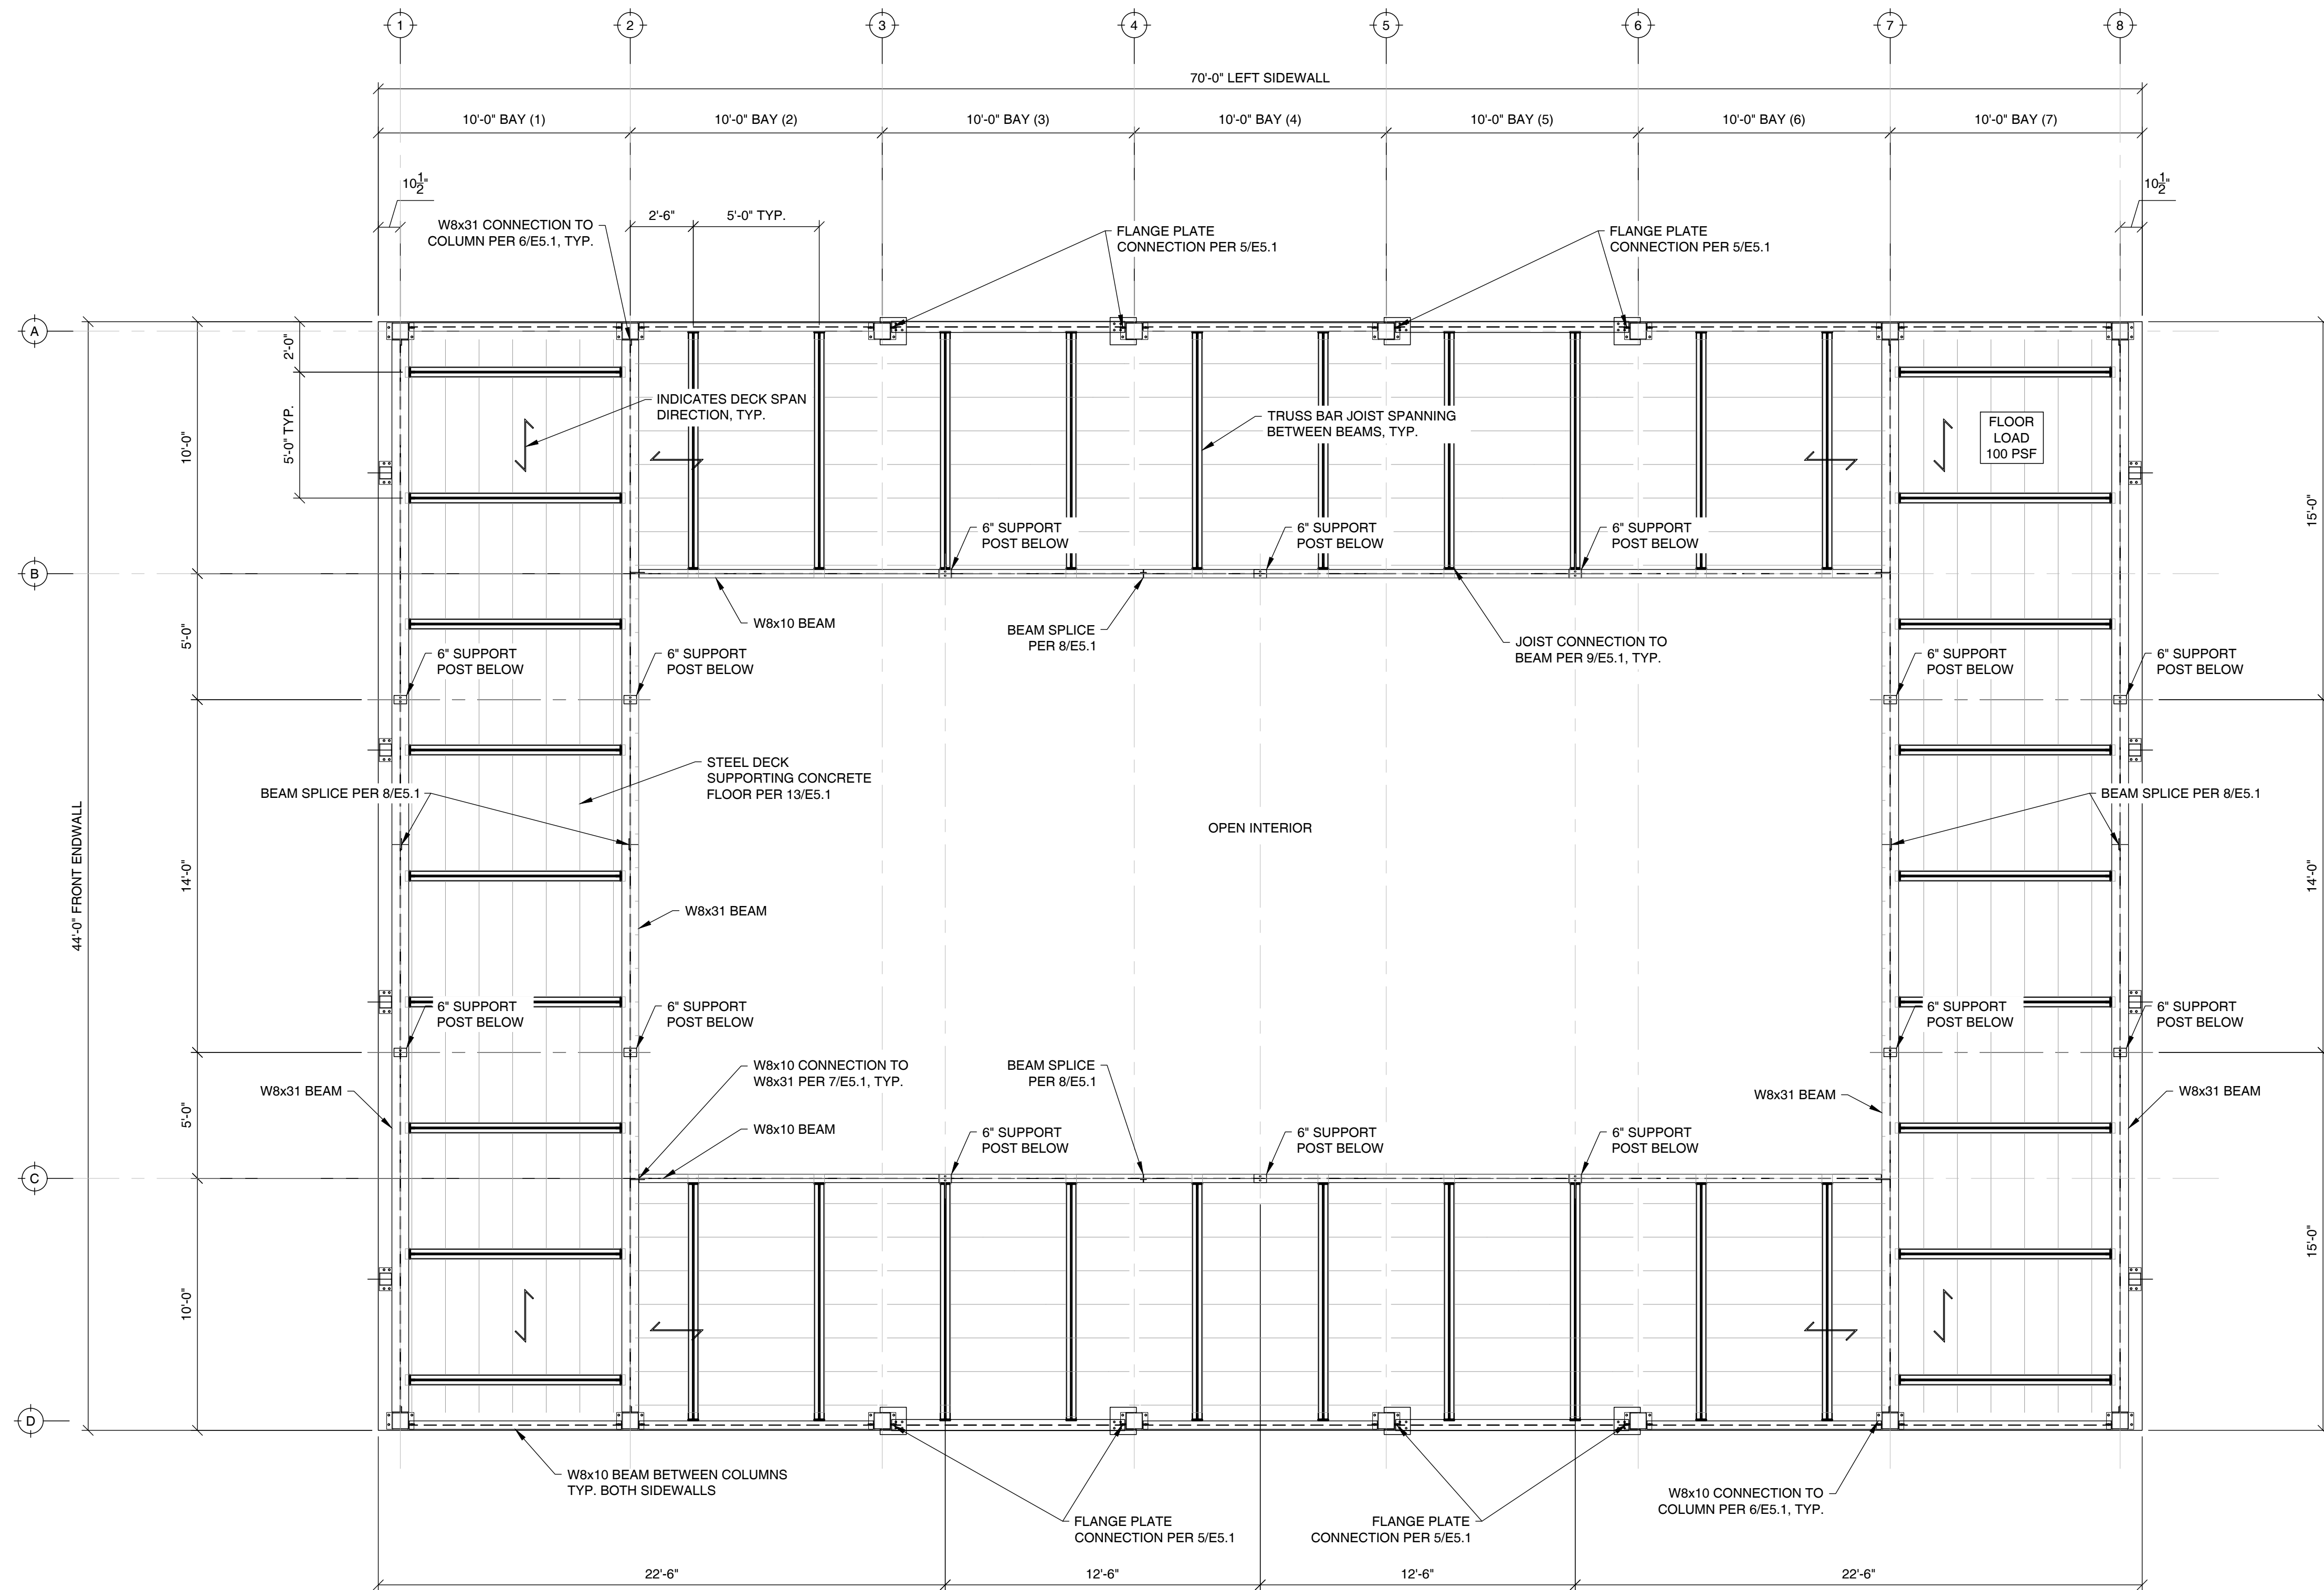 1 2 3 4 5 6 7 8
70'-0" LEFT SIDEWALL
10'-0" BAY (1) 10'-0" BAY (2) 10'-0" BAY (3) 10'-0" BAY (4) 10'-0" BAY (5) 10'-0" BAY (6) 10'-0" BAY (7)
10 1/2"
10 1/2"
W8x31 CONNECTION TO
COLUMN PER 6/E5.1, TYP.
2'-6"
5'-0" TYP.
FLANGE PLATE
CONNECTION PER 5/E5.1
FLANGE PLATE
CONNECTION PER 5/E5.1
A
2'-0"
5'-0" TYP.
10'-0"
INDICATES DECK SPAN
DIRECTION, TYP.
TRUSS BAR JOIST SPANNING
BETWEEN BEAMS, TYP.
FLOOR
LOAD
100 PSF
15'-0"
6" SUPPORT
POST BELOW
6" SUPPORT
POST BELOW
6" SUPPORT
POST BELOW
B
5'-0"
W8x10 BEAM
BEAM SPLICE
PER 8/E5.1
JOIST CONNECTION TO
BEAM PER 9/E5.1, TYP.
6" SUPPORT
POST BELOW
6" SUPPORT
POST BELOW
6" SUPPORT
POST BELOW
6" SUPPORT
POST BELOW
STEEL DECK
SUPPORTING CONCRETE
FLOOR PER 13/E5.1
BEAM SPLICE PER 8/E5.1
BEAM SPLICE PER 8/E5.1
OPEN INTERIOR
44'-0" FRONT ENDWALL
14'-0"
14'-0"
W8x31 BEAM
6" SUPPORT
POST BELOW
6" SUPPORT
POST BELOW
6" SUPPORT
POST BELOW
6" SUPPORT
POST BELOW
W8x10 CONNECTION TO
W8x31 PER 7/E5.1, TYP.
BEAM SPLICE
PER 8/E5.1
W8x31 BEAM
W8x31 BEAM
W8x31 BEAM
5'-0"
W8x10 BEAM
6" SUPPORT
POST BELOW
6" SUPPORT
POST BELOW
6" SUPPORT
POST BELOW
C
15'-0"
10'-0"
D
W8x10 BEAM BETWEEN COLUMNS
TYP. BOTH SIDEWALLS
W8x10 CONNECTION TO
COLUMN PER 6/E5.1, TYP.
FLANGE PLATE
CONNECTION PER 5/E5.1
FLANGE PLATE
CONNECTION PER 5/E5.1
22'-6" 12'-6" 12'-6" 22'-6"